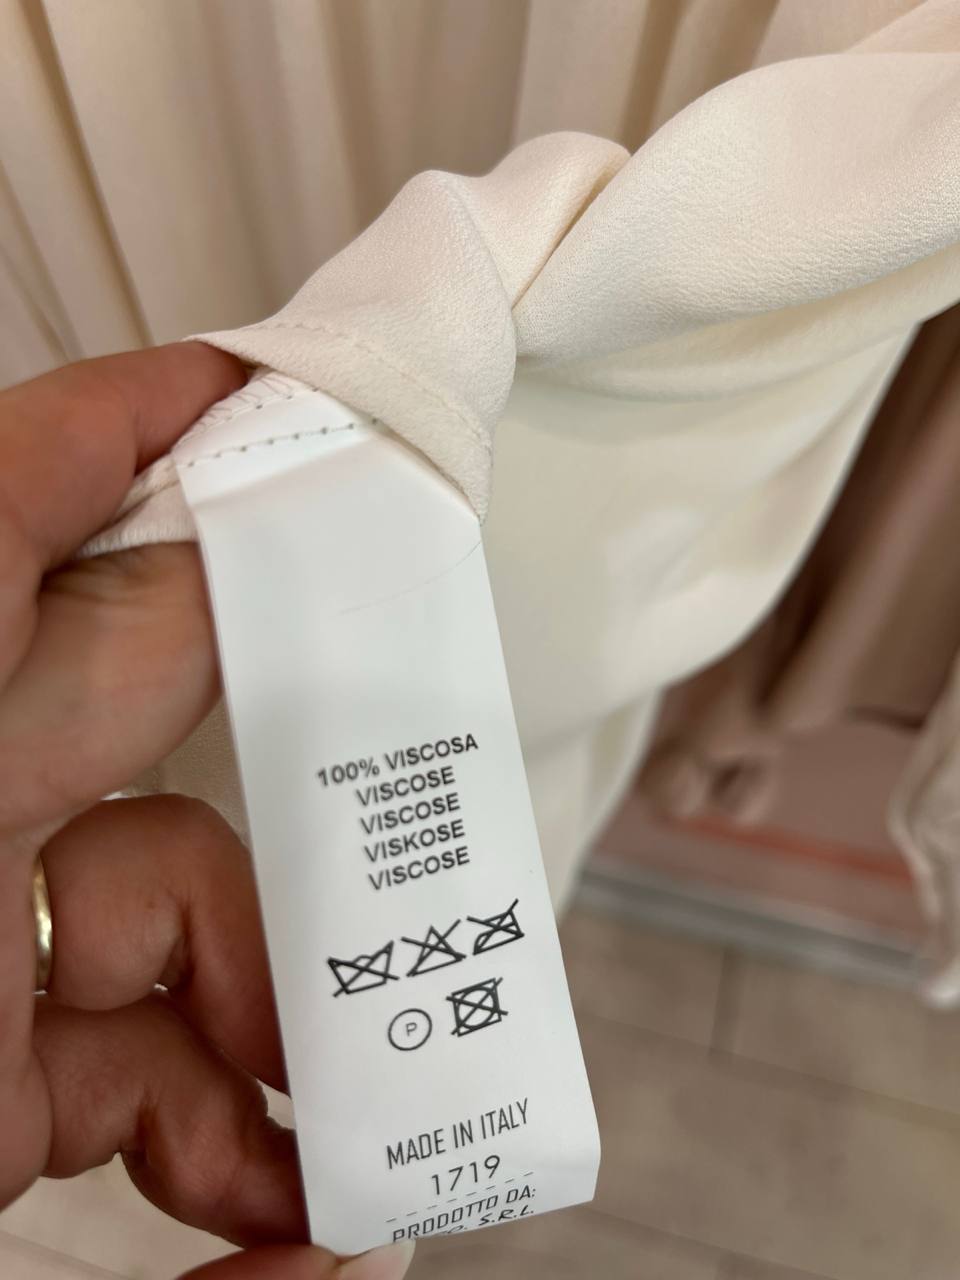 100% VISCOSA
VISCOSE
VISCOSE
VISKOSE
VISCOSE
P
MADE IN ITALY
1719
PRODOTTO DA:
S.R.L.